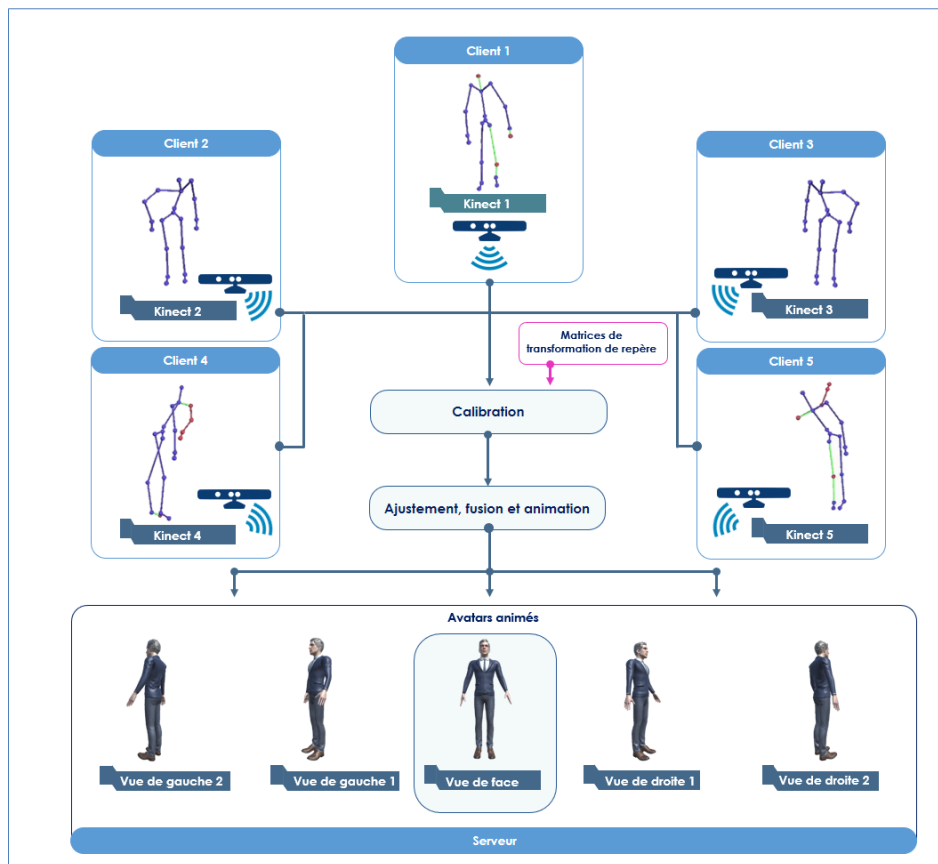 Client 1
Kinect 1
Client 2
Kinect 2
Client 3
Kinect 3
Matrices de
transformation de repère
Client 4
Kinect 4
Client 5
Kinect 5
Calibration
Ajustement, fusion et animation
Avatars animés
Vue de gauche 2
Vue de gauche 1
Vue de face
Vue de droite 1
Vue de droite 2
Serveur